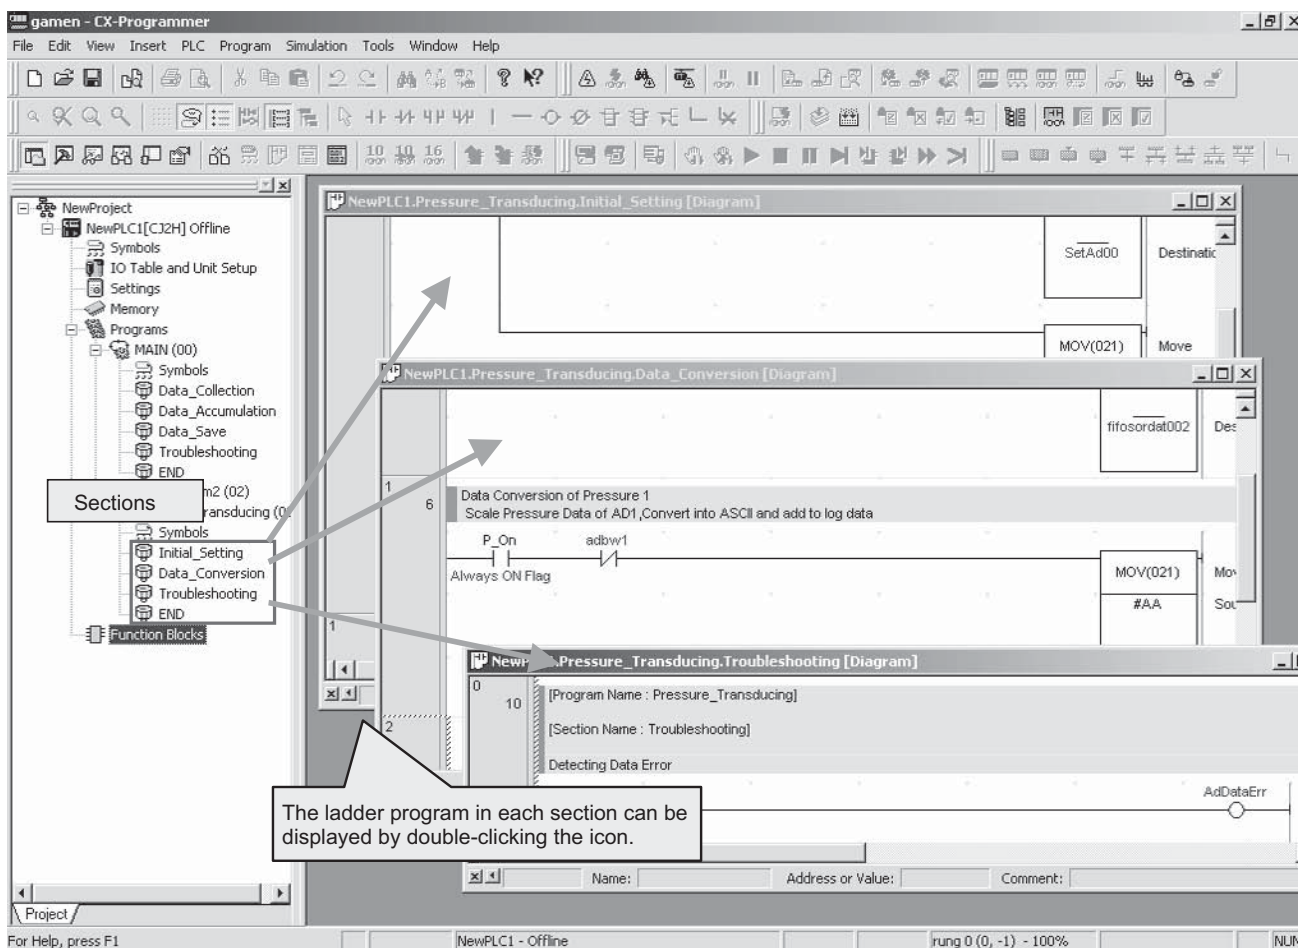 gamen - CX-Programmer
File Edit View Insert PLC Program Simulation Tools Window Help
10 10 16
NewProject
NewPLC1[CJ2H] Offline
Symbols
IO Table and Unit Setup
Settings
Memory
Programs
MAIN (00)
Symbols
Data_Collection
Data_Accumulation
Data_Save
Troubleshooting
END
m2 (02)
Sections
ransducing (0
Symbols
Initial_Setting
Data_Conversion
Troubleshooting
END
Function Blocks
Project
NewPLC1.Pressure_Transducing.Initial_Setting [Diagram]
SetAd00 Destinatic
MOV(021) Move
1
NewPLC1.Pressure_Transducing.Data_Conversion [Diagram]
fifosordat002 Des
1
6
Data Conversion of Pressure 1
Scale Pressure Data of AD1,Convert into ASCII and add to log data
P_On adbw1
Always ON Flag
MOV(021) Mov
#AA Sou
2
NewP .Pressure_Transducing.Troubleshooting [Diagram]
0
10
[Program Name : Pressure_Transducing]
[Section Name : Troubleshooting]
Detecting Data Error
AdDataErr
The ladder program in each section can be
displayed by double-clicking the icon.
Name: Address or Value: Comment:
For Help, press F1 NewPLC1 - Offline rung 0 (0, -1) - 100% NUM